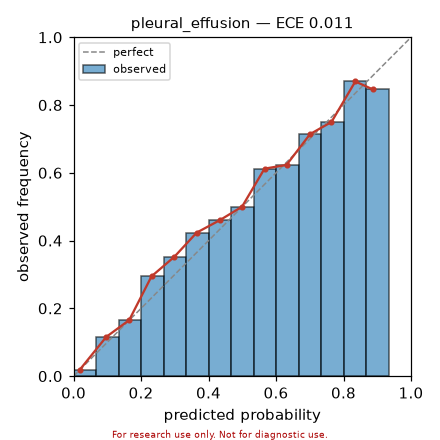 pleural_effusion — ECE 0.011
perfect
observed
1.0
0.8
0.6
0.4
0.2
0.0
observed frequency
0.0 0.2 0.4 0.6 0.8 1.0
predicted probability
For research use only. Not for diagnostic use.